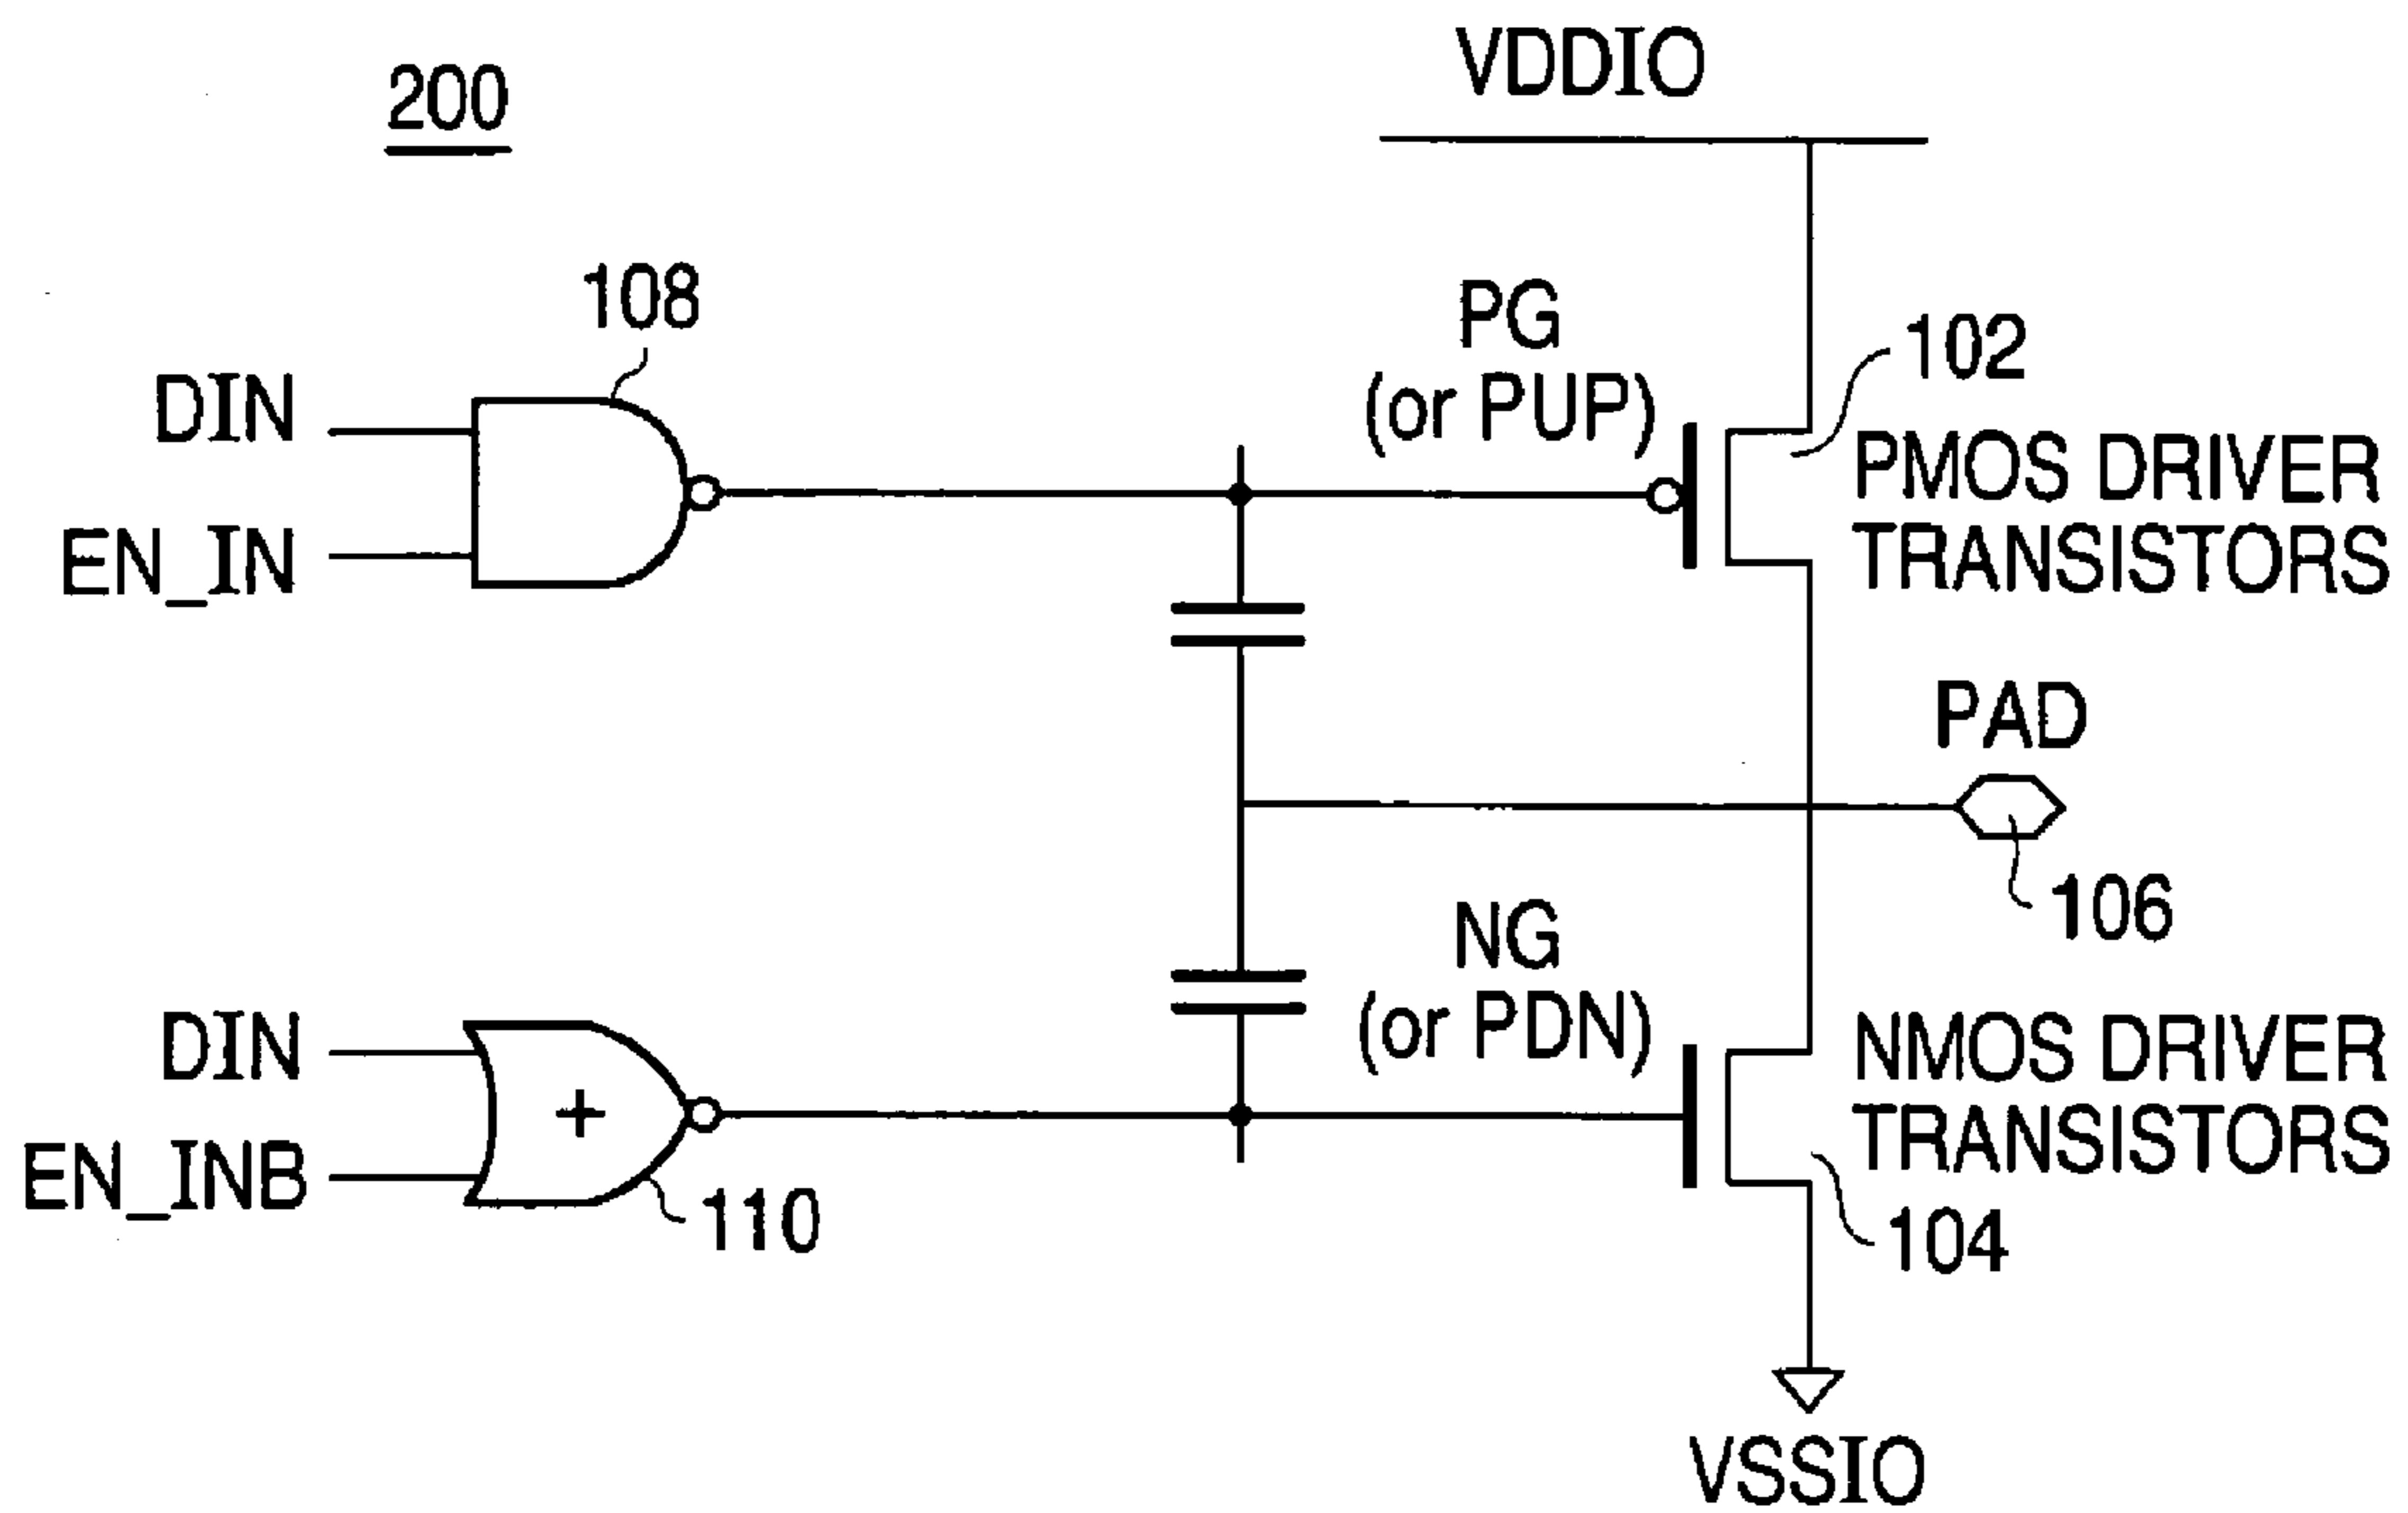 200
VDDIO
108
PG
(or PUP)
102
DIN
EN_IN
PMOS DRIVER
TRANSISTORS
PAD
106
NG
(or PDN)
DIN
EN_INB
+
110
NMOS DRIVER
TRANSISTORS
104
VSSIO